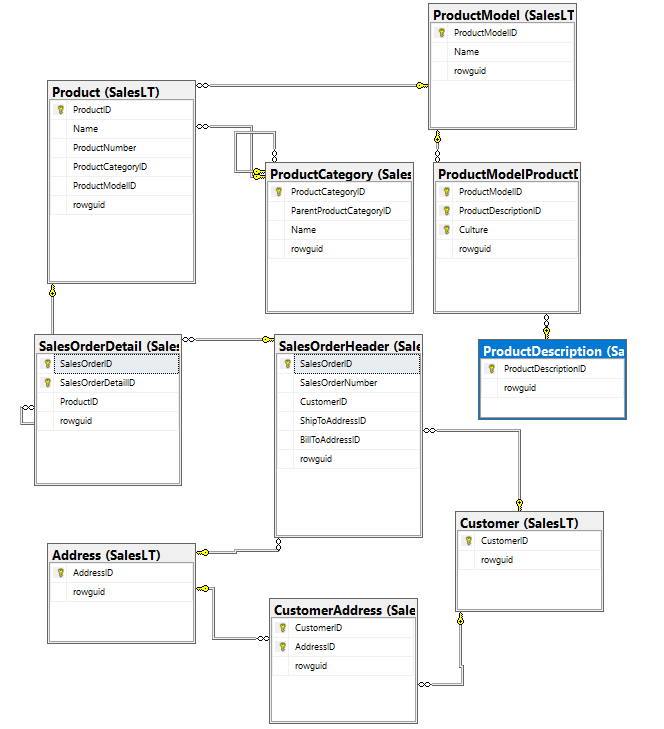 ProductModel (SalesLT
ProductModelID
Name
rowguid
Product (SalesLT)
ProductID
Name
ProductNumber
ProductCategoryID
ProductModelID
rowguid
ProductCategory (Sales
ProductCategoryID
ParentProductCategoryID
Name
rowguid
ProductModelProductD
ProductModelID
ProductDescriptionID
Culture
rowguid
SalesOrderDetail (Sales
SalesOrderID
SalesOrderDetailID
ProductID
rowguid
SalesOrderHeader (Sale
SalesOrderID
SalesOrderNumber
CustomerID
ShipToAddressID
BillToAddressID
rowguid
ProductDescription (Sa
ProductDescriptionID
rowguid
Customer (SalesLT)
CustomerID
rowguid
Address (SalesLT)
AddressID
rowguid
CustomerAddress (Sale
CustomerID
AddressID
rowguid